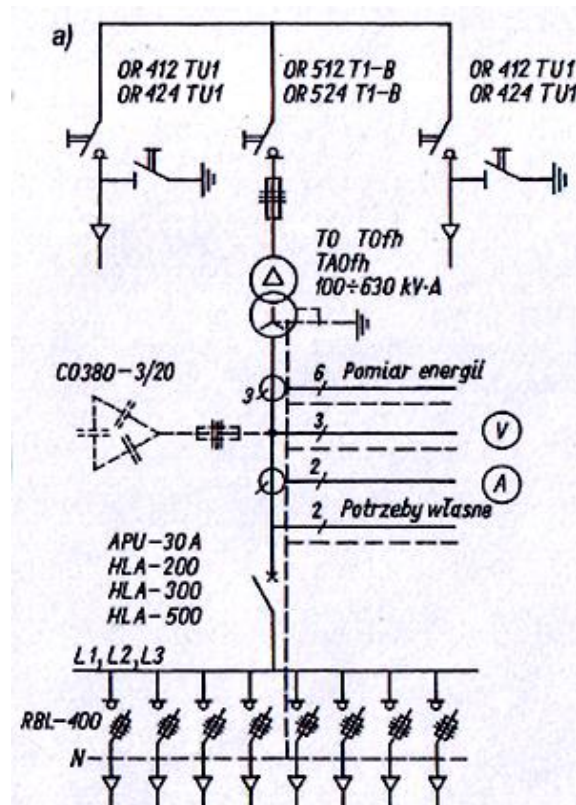 a)
OR 412 TU1
OR 424 TU1
OR 512 T1-B
OR 524 T1-B
OR 412 TU1
OR 424 TU1
TO TOfh
TAOfh
100÷630 kV·A
CO380-3/20
3
6 Pomiar energii
3
V
2
A
2 Potrzeby własne
APU-30A
HLA-200
HLA-300
HLA-500
L1, L2, L3
RBL-400
N